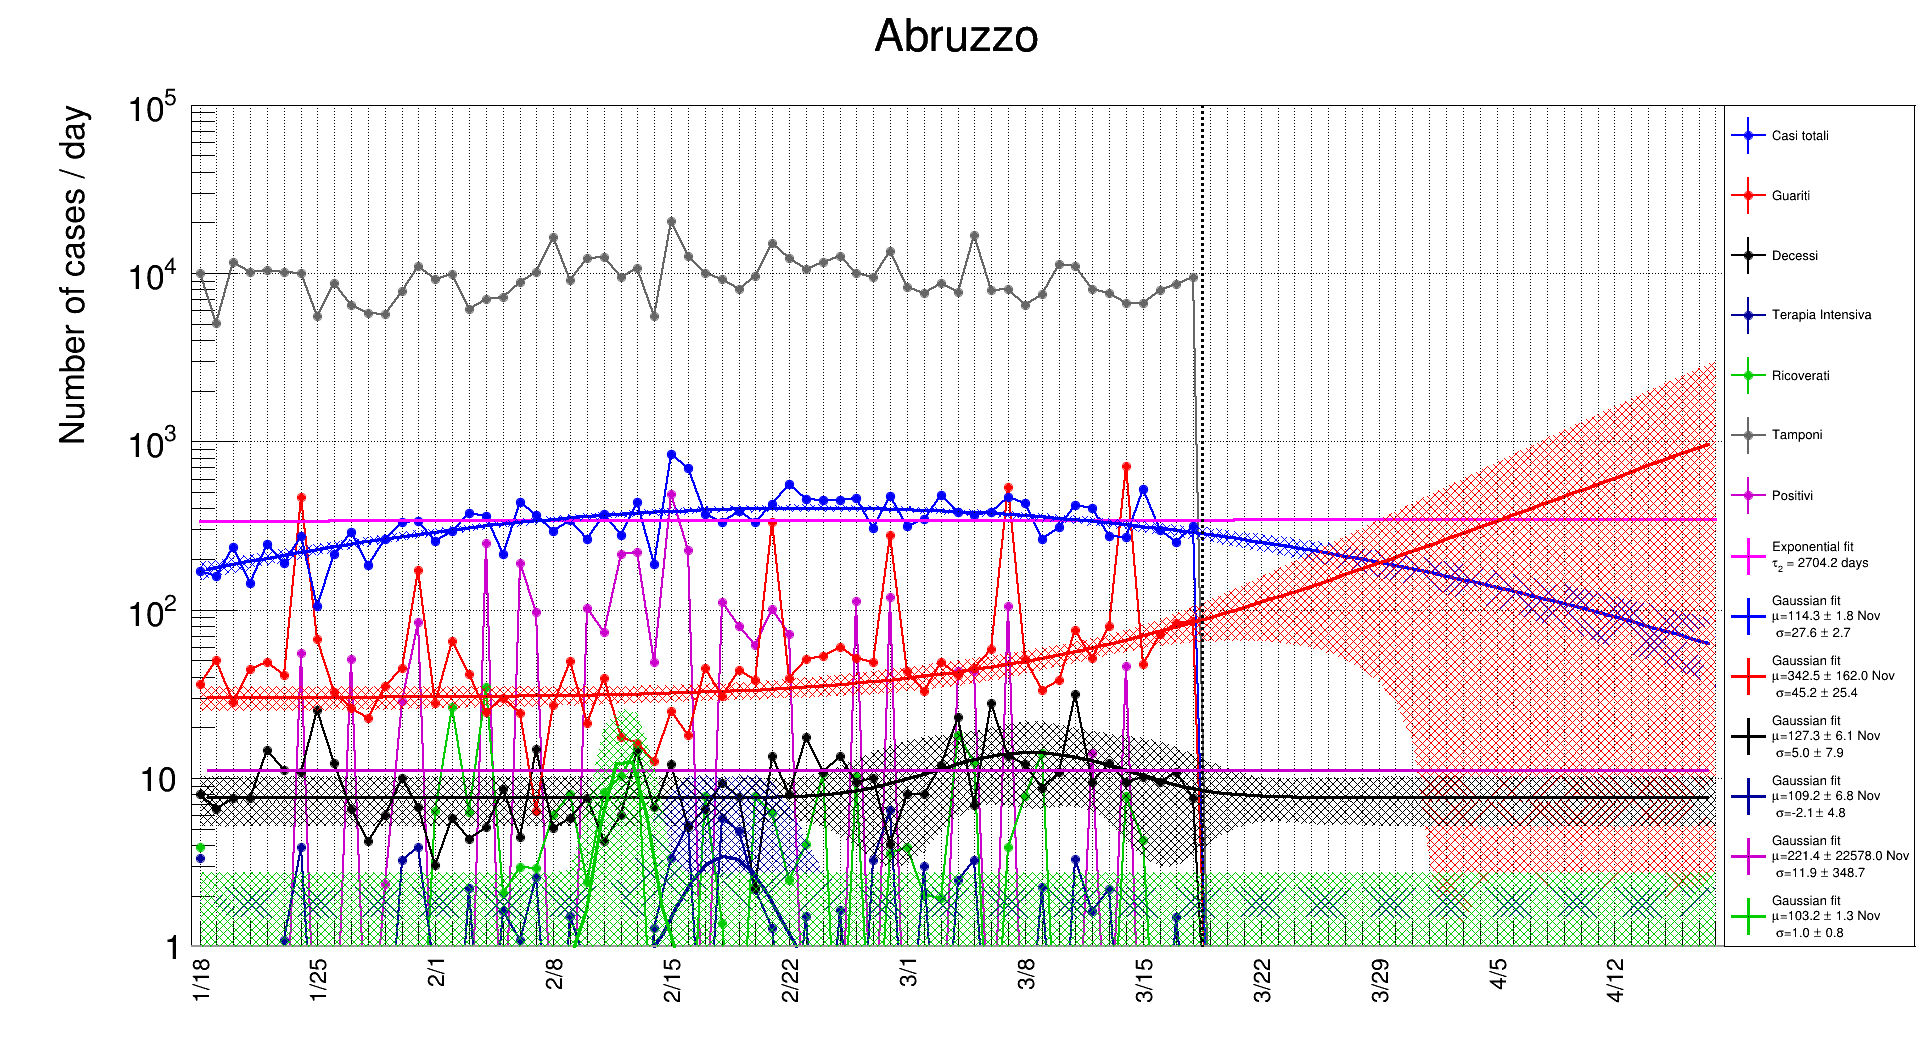 Abruzzo
Number of cases / day
10^5
10^4
10^3
10^2
10
1
1/18
1/25
2/1
2/8
2/15
2/22
3/1
3/8
3/15
3/22
3/29
4/5
4/12
Casi totali
Guariti
Decessi
Terapia Intensiva
Ricoverati
Tamponi
Positivi
Exponential fit
τ_2 = 2704.2 days
Gaussian fit
μ=114.3 ± 1.8 Nov
σ=27.6 ± 2.7
Gaussian fit
μ=342.5 ± 162.0 Nov
σ=45.2 ± 25.4
Gaussian fit
μ=127.3 ± 6.1 Nov
σ=5.0 ± 7.9
Gaussian fit
μ=109.2 ± 6.8 Nov
σ=-2.1 ± 4.8
Gaussian fit
μ=221.4 ± 22578.0 Nov
σ=11.9 ± 348.7
Gaussian fit
μ=103.2 ± 1.3 Nov
σ=1.0 ± 0.8